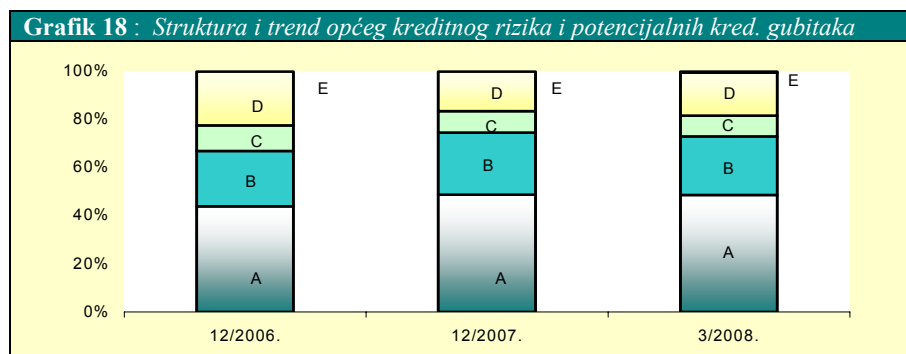 Grafik 18 : Struktura i trend općeg kreditnog rizika i potencijalnih kred. gubitaka
100%
80%
60%
40%
20%
0%
D
C
B
A
E
D
C
B
A
E
D
C
B
A
E
12/2006.
12/2007.
3/2008.